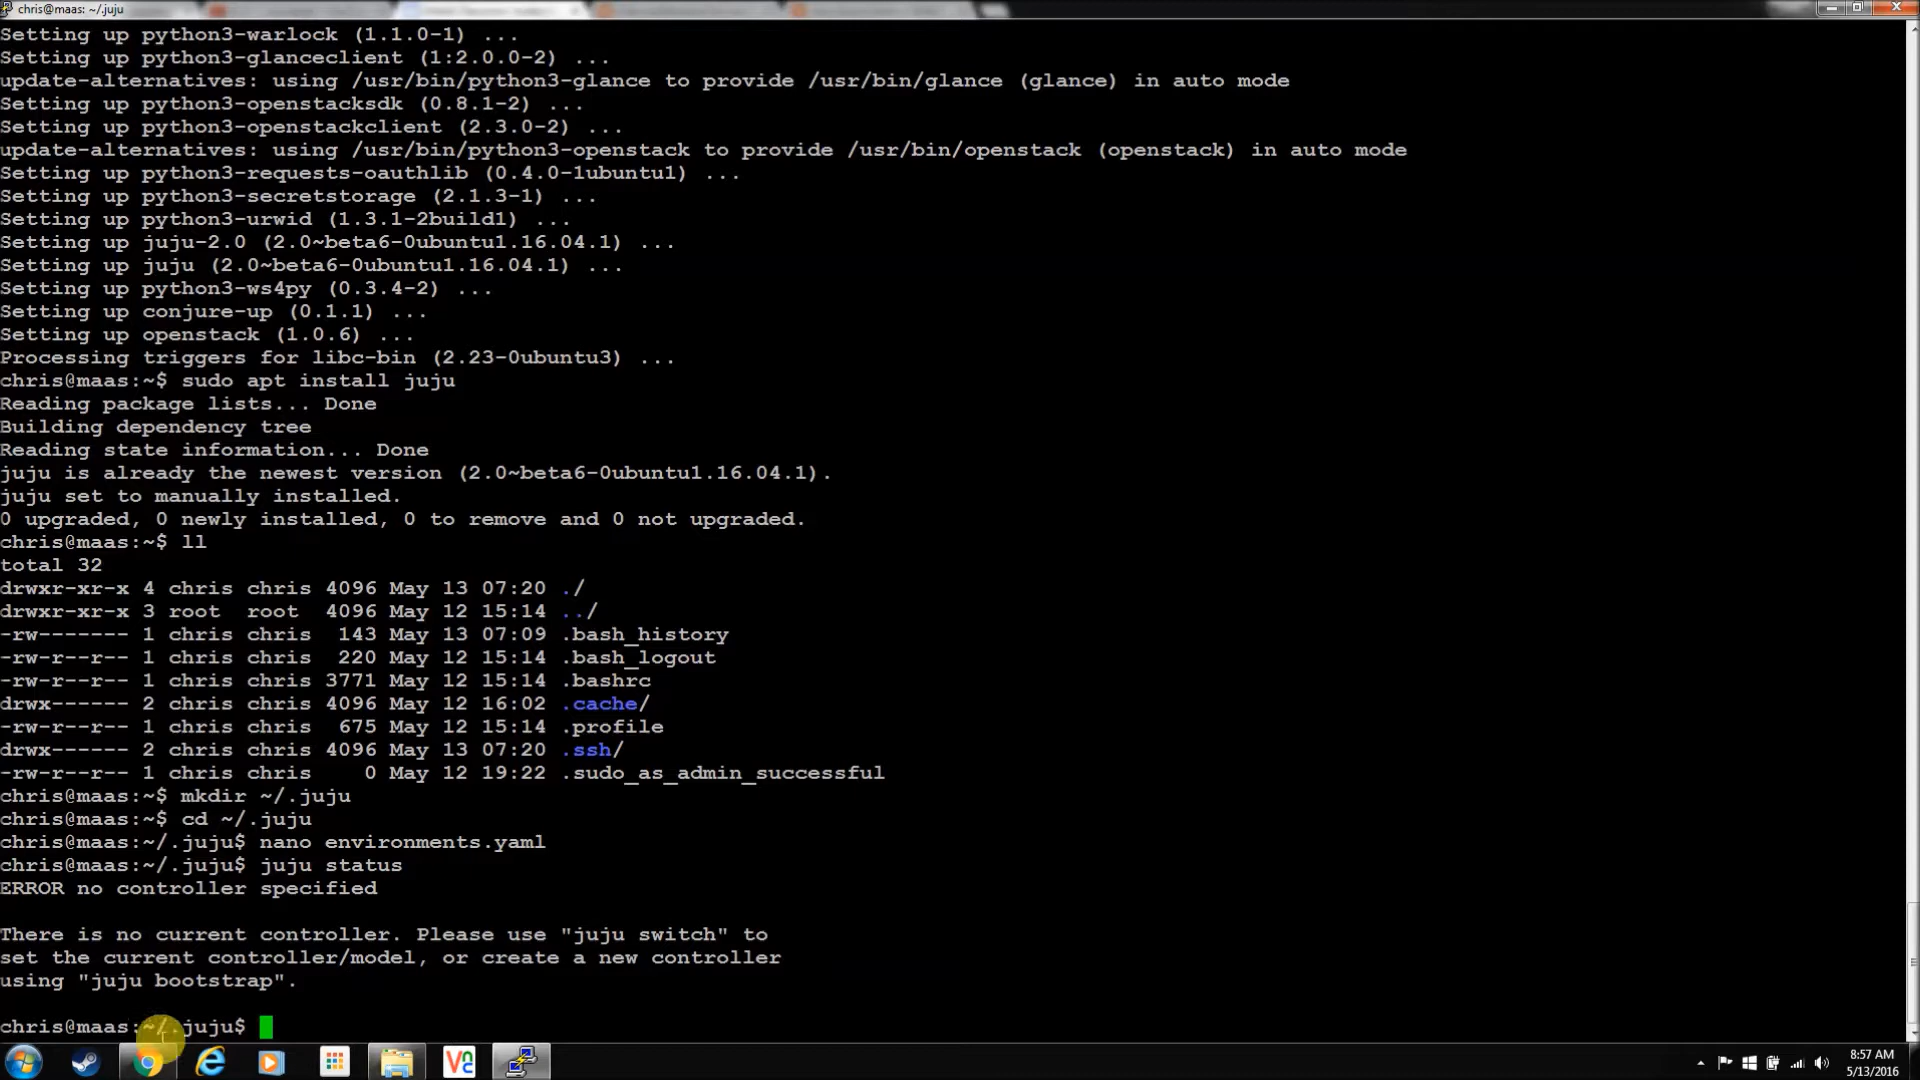 chris@maas: ~/.juju
Setting up python3-warlock (1.1.0-1) ...
Setting up python3-glanceclient (1:2.0.0-2) ...
update-alternatives: using /usr/bin/python3-glance to provide /usr/bin/glance (glance) in auto mode
Setting up python3-openstacksdk (0.8.1-2) ...
Setting up python3-openstackclient (2.3.0-2) ...
update-alternatives: using /usr/bin/python3-openstack to provide /usr/bin/openstack (openstack) in auto mode
Setting up python3-requests-oauthlib (0.4.0-1ubuntu1) ...
Setting up python3-secretstorage (2.1.3-1) ...
Setting up python3-urwid (1.3.1-2build1) ...
Setting up juju-2.0 (2.0~beta6-0ubuntu1.16.04.1) ...
Setting up juju (2.0~beta6-0ubuntu1.16.04.1) ...
Setting up python3-ws4py (0.3.4-2) ...
Setting up conjure-up (0.1.1) ...
Setting up openstack (1.0.6) ...
Processing triggers for libc-bin (2.23-0ubuntu3) ...
chris@maas:~$ sudo apt install juju
Reading package lists... Done
Building dependency tree
Reading state information... Done
juju is already the newest version (2.0~beta6-0ubuntu1.16.04.1).
juju set to manually installed.
0 upgraded, 0 newly installed, 0 to remove and 0 not upgraded.
chris@maas:~$ ll
total 32
drwxr-xr-x 4 chris chris 4096 May 13 07:20 ./
drwxr-xr-x 3 root  root  4096 May 12 15:14 ../
-rw------- 1 chris chris  143 May 13 07:09 .bash_history
-rw-r--r-- 1 chris chris  220 May 12 15:14 .bash_logout
-rw-r--r-- 1 chris chris 3771 May 12 15:14 .bashrc
drwx------ 2 chris chris 4096 May 12 16:02 .cache/
-rw-r--r-- 1 chris chris  675 May 12 15:14 .profile
drwx------ 2 chris chris 4096 May 13 07:20 .ssh/
-rw-r--r-- 1 chris chris    0 May 12 19:22 .sudo_as_admin_successful
chris@maas:~$ mkdir ~/.juju
chris@maas:~$ cd ~/.juju
chris@maas:~/.juju$ nano environments.yaml
chris@maas:~/.juju$ juju status
ERROR no controller specified
There is no current controller. Please use "juju switch" to
set the current controller/model, or create a new controller
using "juju bootstrap".
chris@maas:~/.juju$
8:57 AM
5/13/2016